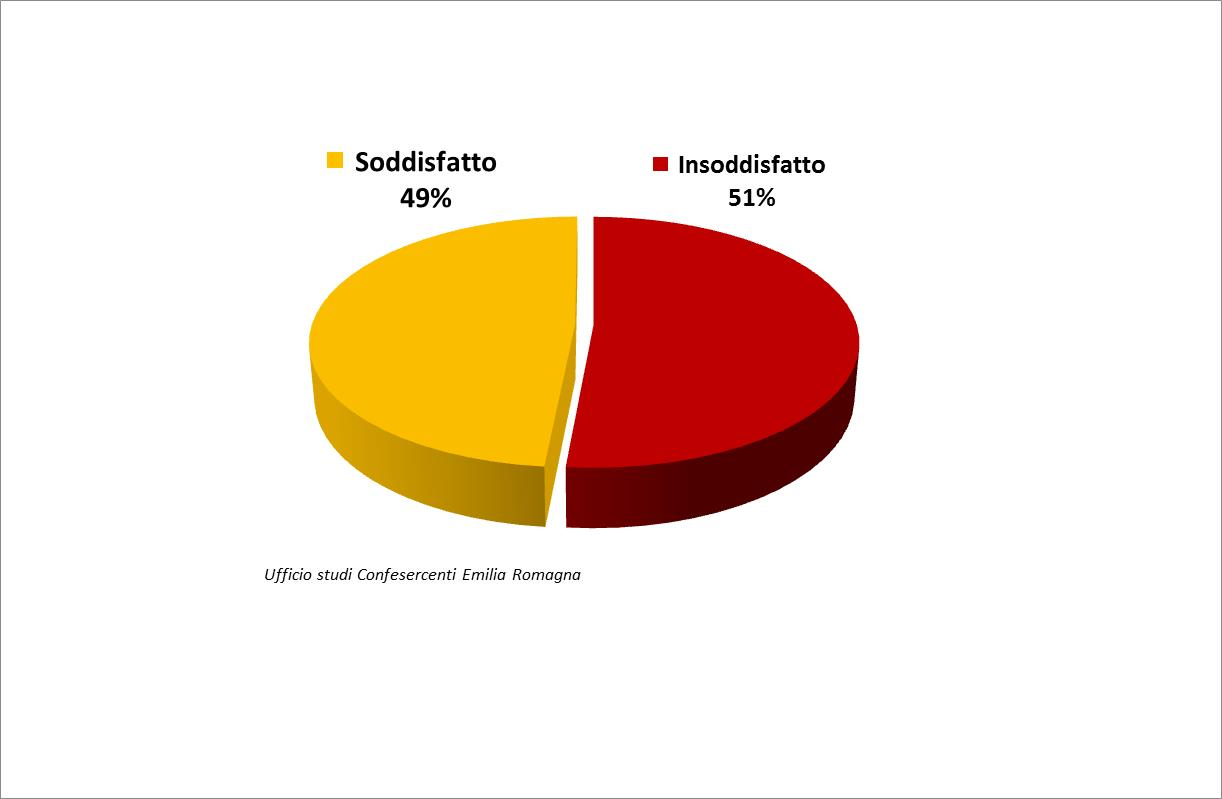 Soddisfatto
49%
Insoddisfatto
51%
Ufficio studi Confesercenti Emilia Romagna